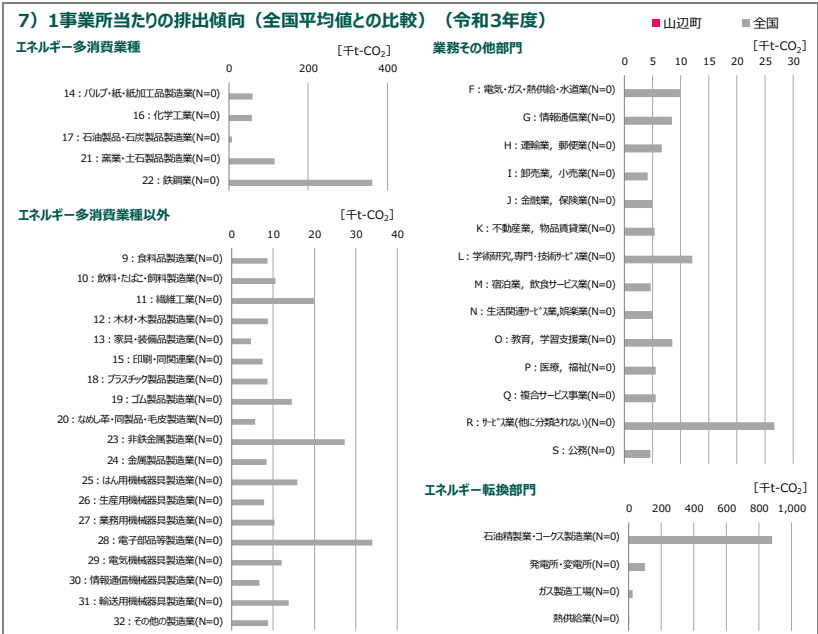 7）1事業所当たりの排出傾向（全国平均値との比較）（令和3年度）
■山辺町 ■全国
エネルギー多消費業種
［千t-CO₂］
0 200 400
14：パルプ・紙・紙加工品製造業(N=0)
16：化学工業(N=0)
17：石油製品・石炭製品製造業(N=0)
21：窯業・土石製品製造業(N=0)
22：鉄鋼業(N=0)
エネルギー多消費業種以外
［千t-CO₂］
0 10 20 30 40
9：食料品製造業(N=0)
10：飲料・たばこ・飼料製造業(N=0)
11：繊維工業(N=0)
12：木材・木製品製造業(N=0)
13：家具・装備品製造業(N=0)
15：印刷・同関連業(N=0)
18：プラスチック製品製造業(N=0)
19：ゴム製品製造業(N=0)
20：なめし革・同製品・毛皮製造業(N=0)
23：非鉄金属製造業(N=0)
24：金属製品製造業(N=0)
25：はん用機械器具製造業(N=0)
26：生産用機械器具製造業(N=0)
27：業務用機械器具製造業(N=0)
28：電子部品等製造業(N=0)
29：電気機械器具製造業(N=0)
30：情報通信機械器具製造業(N=0)
31：輸送用機械器具製造業(N=0)
32：その他の製造業(N=0)
業務その他部門
［千t-CO₂］
0 5 10 15 20 25 30
F：電気・ガス・熱供給・水道業(N=0)
G：情報通信業(N=0)
H：運輸業，郵便業(N=0)
I：卸売業，小売業(N=0)
J：金融業，保険業(N=0)
K：不動産業，物品賃貸業(N=0)
L：学術研究,専門・技術サービス業(N=0)
M：宿泊業，飲食サービス業(N=0)
N：生活関連サービス業,娯楽業(N=0)
O：教育，学習支援業(N=0)
P：医療，福祉(N=0)
Q：複合サービス事業(N=0)
R：サービス業(他に分類されない)(N=0)
S：公務(N=0)
エネルギー転換部門
［千t-CO₂］
0 200 400 600 800 1,000
石油精製業・コークス製造業(N=0)
発電所・変電所(N=0)
ガス製造工場(N=0)
熱供給業(N=0)